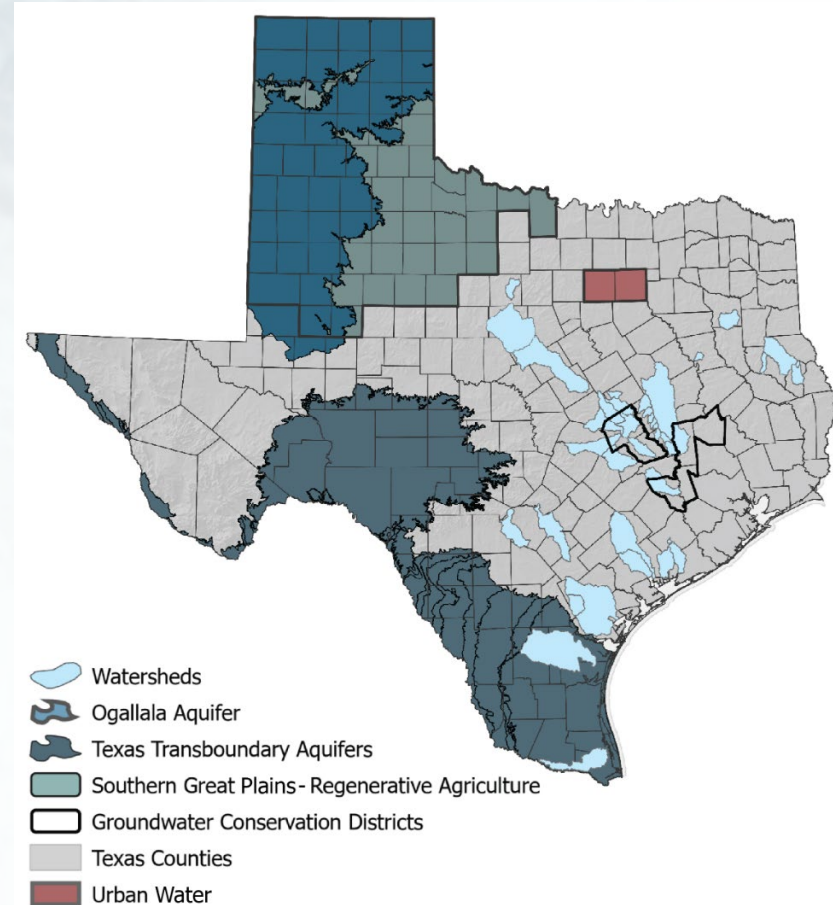 Watersheds
Ogallala Aquifer
Texas Transboundary Aquifers
Southern Great Plains - Regenerative Agriculture
Groundwater Conservation Districts
Texas Counties
Urban Water